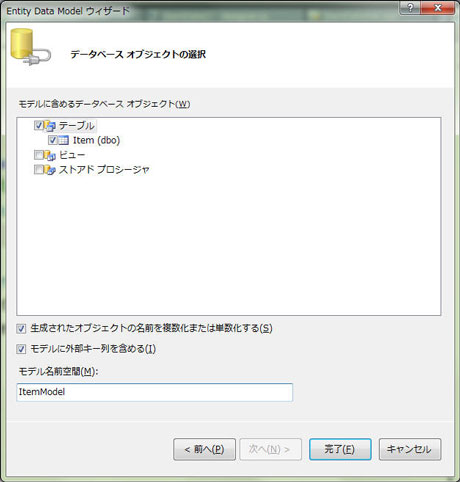 Entity Data Model ウィザード
データベース オブジェクトの選択
モデルに含めるデータベース オブジェクト(W)
テーブル
Item (dbo)
ビュー
ストアド プロシージャ
生成されたオブジェクトの名前を複数化または単数化する(S)
モデルに外部キー列を含める(I)
モデル名前空間(M):
ItemModel
< 前へ(P) 次へ(N) > 完了(F) キャンセル